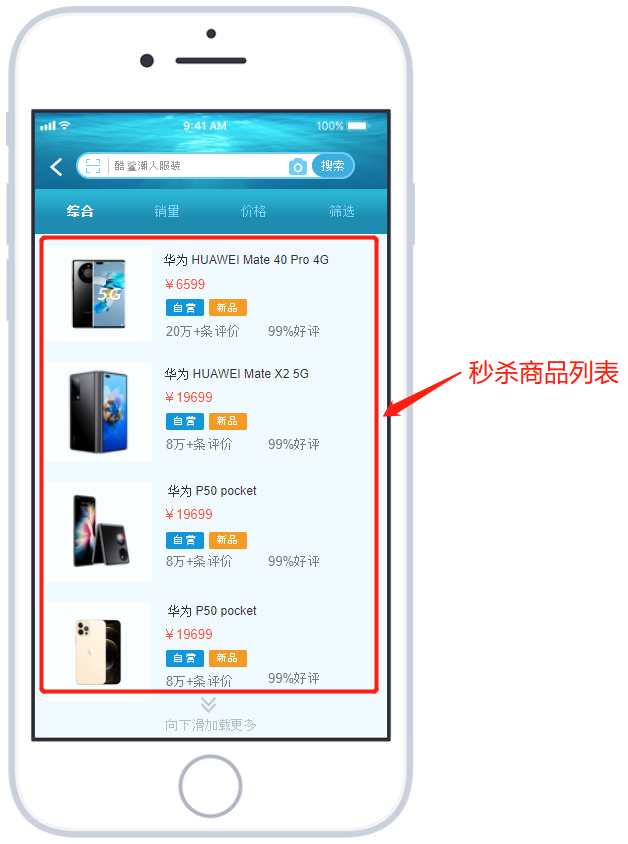 9:41 AM
100%
酷鲨潮人服装
搜索
综合
销量
价格
筛选
华为 HUAWEI Mate 40 Pro 4G
¥6599
自营
新品
20万+条评价
99%好评
华为 HUAWEI Mate X2 5G
¥19699
自营
新品
8万+条评价
99%好评
秒杀商品列表
华为 P50 pocket
¥19699
自营
新品
8万+条评价
99%好评
华为 P50 pocket
¥19699
自营
新品
8万+条评价
99%好评
向下滑加载更多
5G